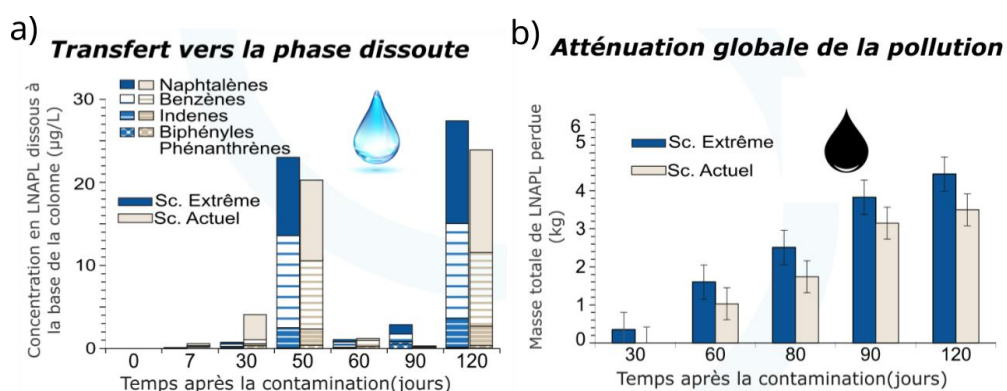 a)
Transfert vers la phase dissoute
Concentration en LNAPL dissous à
la base de la colonne (µg/L)
30
20
10
0
Naphtalènes
Benzènes
Indenes
Biphényles
Phénanthrènes
Sc. Extrême
Sc. Actuel
0 7 30 50 60 90 120
Temps après la contamination(jours)
b)
Atténuation globale de la pollution
Masse totale de LNAPL perdue
(kg)
6
5
4
3
2
1
0
Sc. Extrême
Sc. Actuel
30 60 80 90 120
Temps après la contamination(jours)